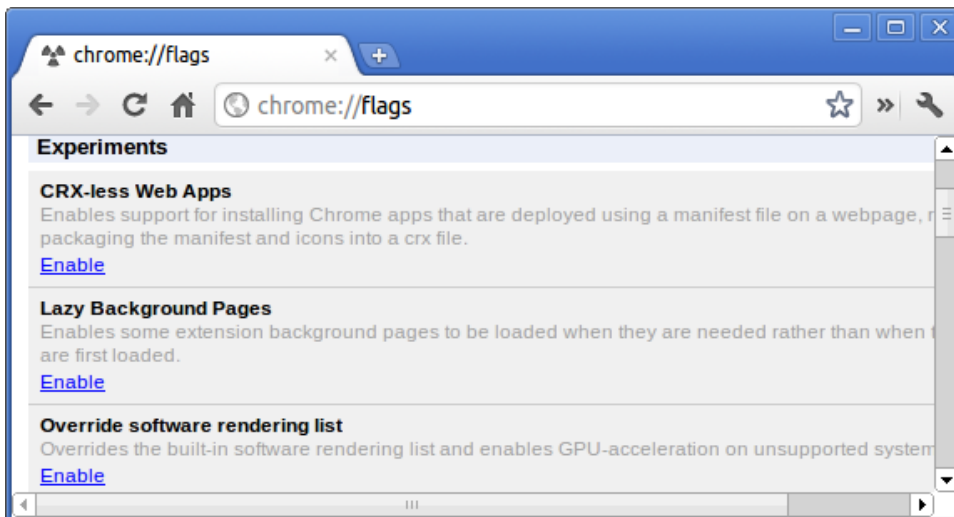 chrome://flags
chrome://flags
Experiments
CRX-less Web Apps
Enables support for installing Chrome apps that are deployed using a manifest file on a webpage,
packaging the manifest and icons into a crx file.
Enable
Lazy Background Pages
Enables some extension background pages to be loaded when they are needed rather than when
are first loaded.
Enable
Override software rendering list
Overrides the built-in software rendering list and enables GPU-acceleration on unsupported system
Enable